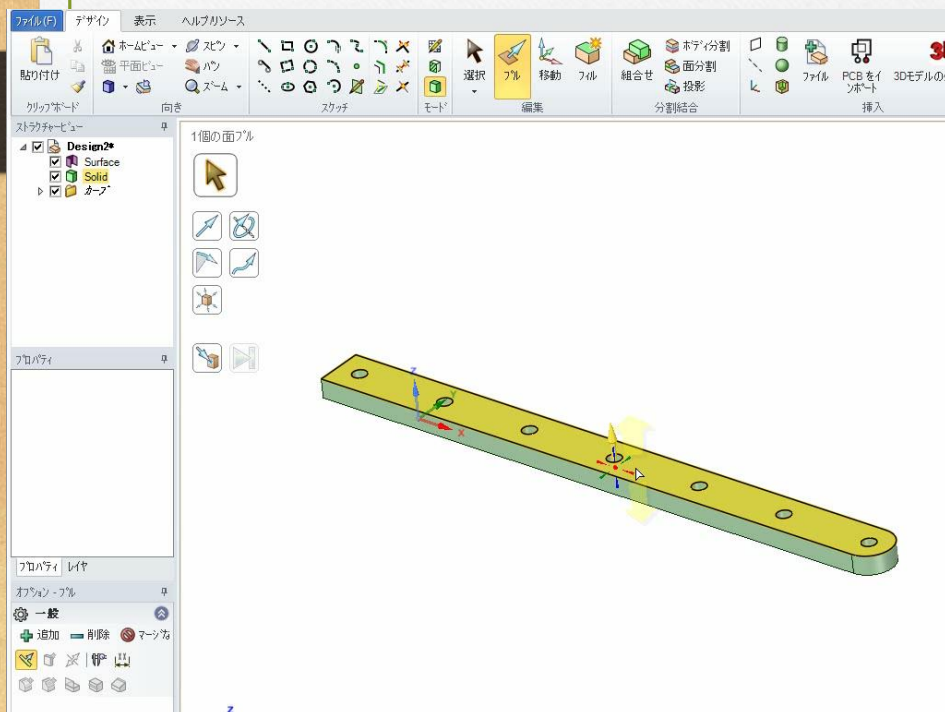 ファイル(F) デザイン 表示 ヘルプ/リソース
貼り付け
ホームビュー スピン
平面ビュー パン
ズーム
選択 プル 移動 フィル
組合せ
ボディ分割
面分割
投影
ファイル PCB をインポート 3Dモデルの
クリップボード 向き スケッチ モード 編集 分割結合 挿入
ストラクチャービュー
Design2*
Surface
Solid
カーブ
1個の面プル
Z
Y
X
プロパティ
プロパティ レイヤ
オプション - プル
一般
追加 削除 マージな
Z